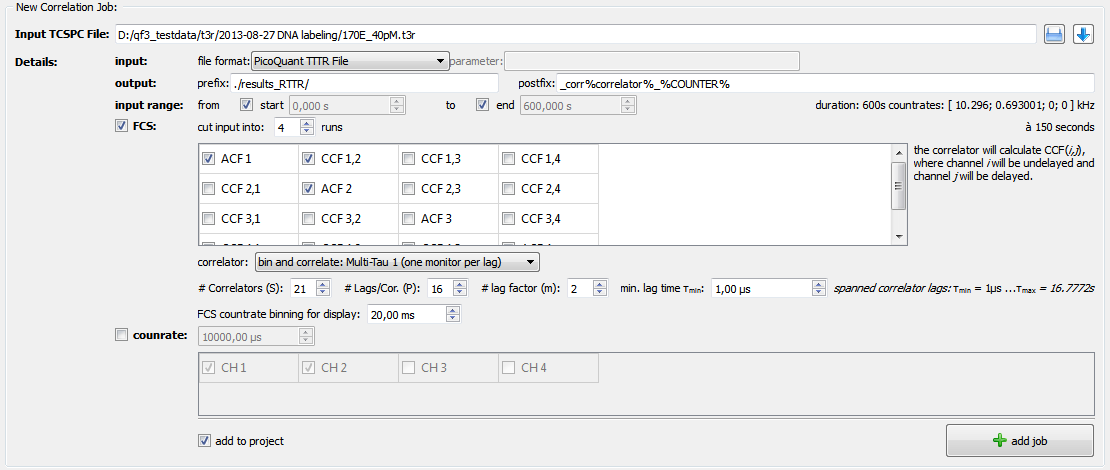 New Correlation Job:
Input TCSPC File: D:/qf3_testdata/t3r/2013-08-27 DNA labeling/170E_40pM.t3r
Details: input: file format: PicoQuant TTTR File parameter:
output: prefix: ./results_RTTR/ postfix: _corr%correlator%_%COUNTER%
input range: from start 0,000 s to end 600,000 s duration: 600s countrates: [ 10.296; 0.693001; 0; 0 ] kHz
FCS: cut input into: 4 runs à 150 seconds
ACF 1 CCF 1,2 CCF 1,3 CCF 1,4
CCF 2,1 ACF 2 CCF 2,3 CCF 2,4
CCF 3,1 CCF 3,2 ACF 3 CCF 3,4
the correlator will calculate CCF(i,j),
where channel i will be undelayed and
channel j will be delayed.
correlator: bin and correlate: Multi-Tau 1 (one monitor per lag)
# Correlators (S): 21 # Lags/Cor. (P): 16 # lag factor (m): 2 min. lag time τmin: 1,00 µs spanned correlator lags: τmin = 1µs ...τmax = 16.7772s
FCS countrate binning for display: 20,00 ms
counrate: 10000,00 µs
CH 1 CH 2 CH 3 CH 4
add to project add job